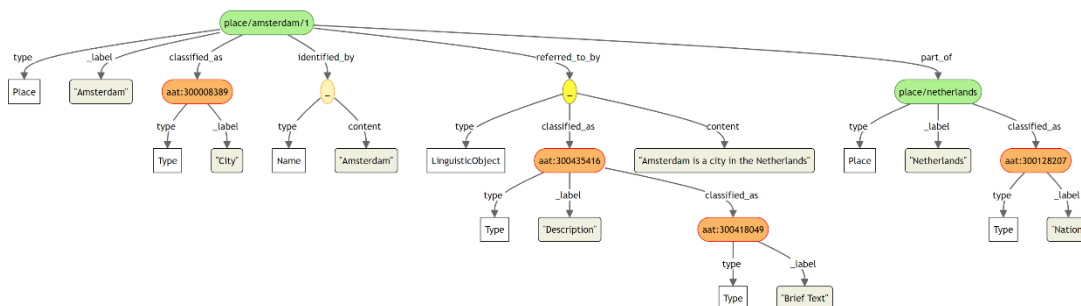 place/amsterdam/1
type _label classified_as identified_by referred_to_by part_of
Place "Amsterdam" aat:300008389 _ _ place/netherlands
type _label type content type classified_as content type _label classified_as
Type "City" Name "Amsterdam" LinguisticObject aat:300435416 "Amsterdam is a city in the Netherlands" Place "Netherlands" aat:300128207
type _label classified_as type _label
Type "Description" aat:300418049 Type "Nation
type _label
Type "Brief Text"